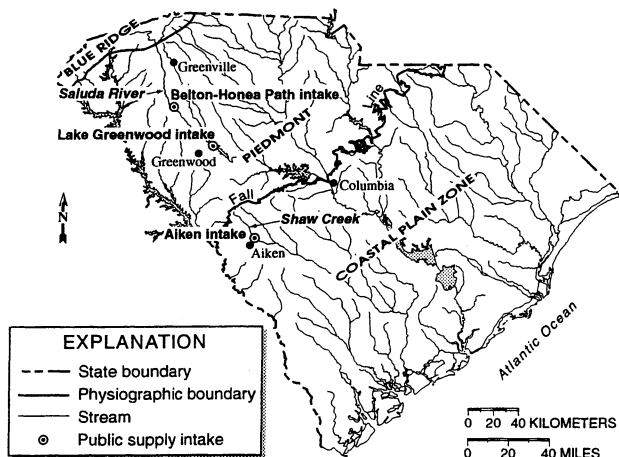 BLUE RIDGE
Greenville
Saluda River
Belton-Honea Path intake
Lake Greenwood intake
PIEDMONT
Greenwood
Fall Line
Columbia
N
Shaw Creek
Aiken intake
Aiken
COASTAL PLAIN ZONE
Atlantic Ocean
EXPLANATION
State boundary
Physiographic boundary
Stream
Public supply intake
0 20 40 KILOMETERS
0 20 40 MILES